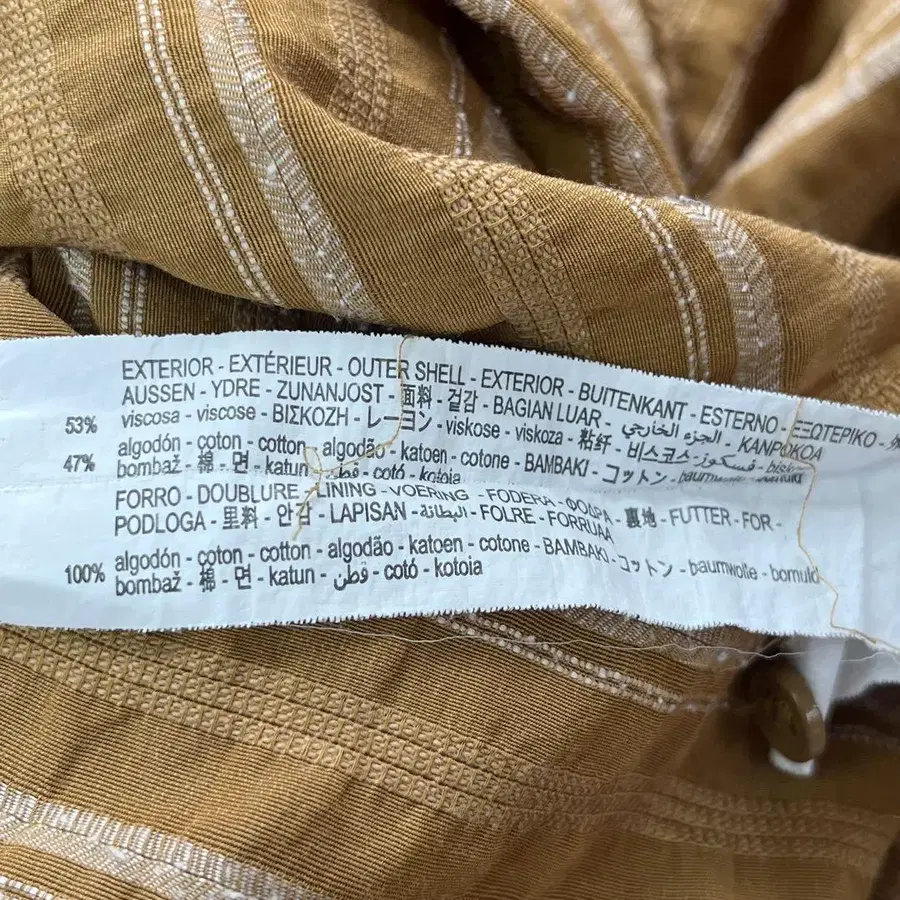 EXTERIOR - EXTÉRIEUR - OUTER SHELL - EXTERIOR - BUITENKANT - ESTERNO - ΕΞΩΤΕΡΙΚΟ -
AUSSEN - YDRE - ZUNANJOST - 面料 - 겉감 - BAGIAN LUAR - الجزء الخارجي - KANPOKOA
53% viscosa - viscose - ΒΙΣΚΟΖΗ - レーヨン - viskose - viskoza - 粘纤 - 비스코스 - فسكوز -
47% algodón - coton - cotton - algodão - katoen - cotone - BAMBAKI - コットン - baumwolle - bomuld
bombaž - 棉 - 면 - katun - قطن - cotó - kotoia
FORRO - DOUBLURE - LINING - VOERING - FODERA - ΦΟΔΡΑ - 裏地 - FUTTER - FOR -
PODLOGA - 里料 - 안감 - LAPISAN - البطانة - FOLRE - FORRUAA
100% algodón - coton - cotton - algodão - katoen - cotone - BAMBAKI - コットン - baumwolle - bomuld
bombaž - 棉 - 면 - katun - قطن - cotó - kotoia